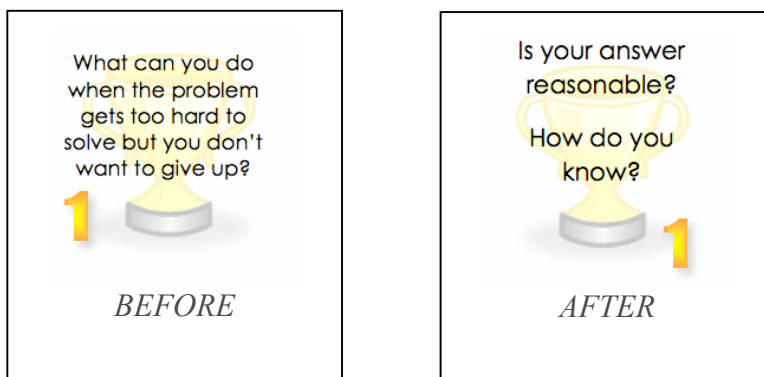 What can you do
when the problem
gets too hard to
solve but you don't
want to give up?
1
BEFORE
Is your answer
reasonable?
How do you
know?
1
AFTER